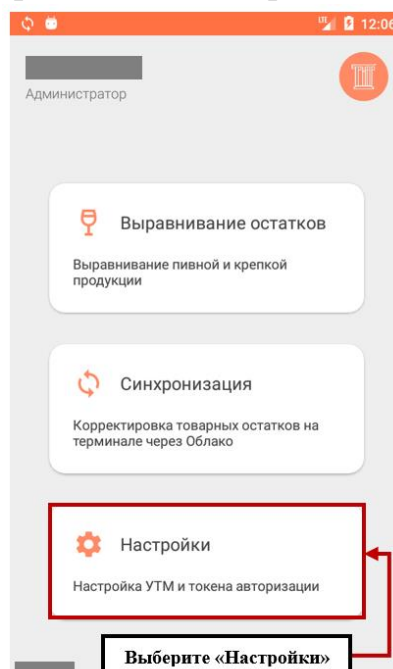 LTE 12:06
Администратор
Выравнивание остатков
Выравнивание пивной и крепкой
продукции
Синхронизация
Корректировка товарных остатков на
терминале через Облако
Настройки
Настройка УТМ и токена авторизации
Выберите «Настройки»